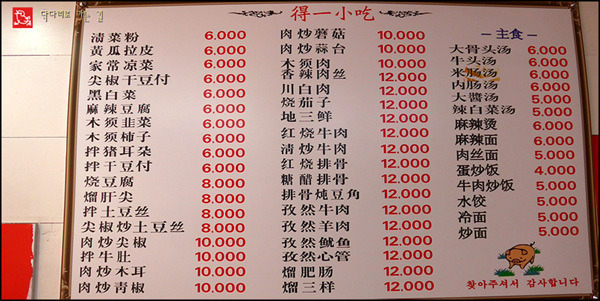 得一小吃
渍菜粉 6.000
黄瓜拉皮 6.000
家常凉菜 6.000
尖椒干豆付 6.000
黑白菜 6.000
麻辣豆腐 6.000
木须韭菜 6.000
木须柿子 6.000
拌猪耳朵 6.000
拌干豆付 6.000
烧豆腐 8.000
熘肝尖 8.000
拌土豆丝 8.000
尖椒炒土豆丝 8.000
肉炒尖椒 10.000
拌牛肚 10.000
肉炒木耳 10.000
肉炒青椒 10.000
肉炒蘑菇 10.000
肉炒蒜台 10.000
木须肉 10.000
香辣肉丝 10.000
川白肉 12.000
烧茄子 12.000
地三鲜 12.000
红烧牛肉 12.000
清炒牛肉 12.000
红烧排骨 12.000
糖醋排骨 12.000
排骨炖豆角 12.000
孜然牛肉 12.000
孜然羊肉 12.000
孜然鱿鱼 12.000
孜然心管 12.000
熘肥肠 12.000
熘三样 12.000
– 主食 –
大骨头汤 6.000
牛头汤 6.000
米肠汤 6.000
内肠汤 6.000
大酱汤 5.000
辣白菜汤 5.000
麻辣烫 6.000
麻辣面 6.000
肉丝面 5.000
蛋炒饭 4.000
牛肉炒饭 5.000
水饺 5.000
冷面 5.000
炒面 5.000
찾아주셔서 감사합니다